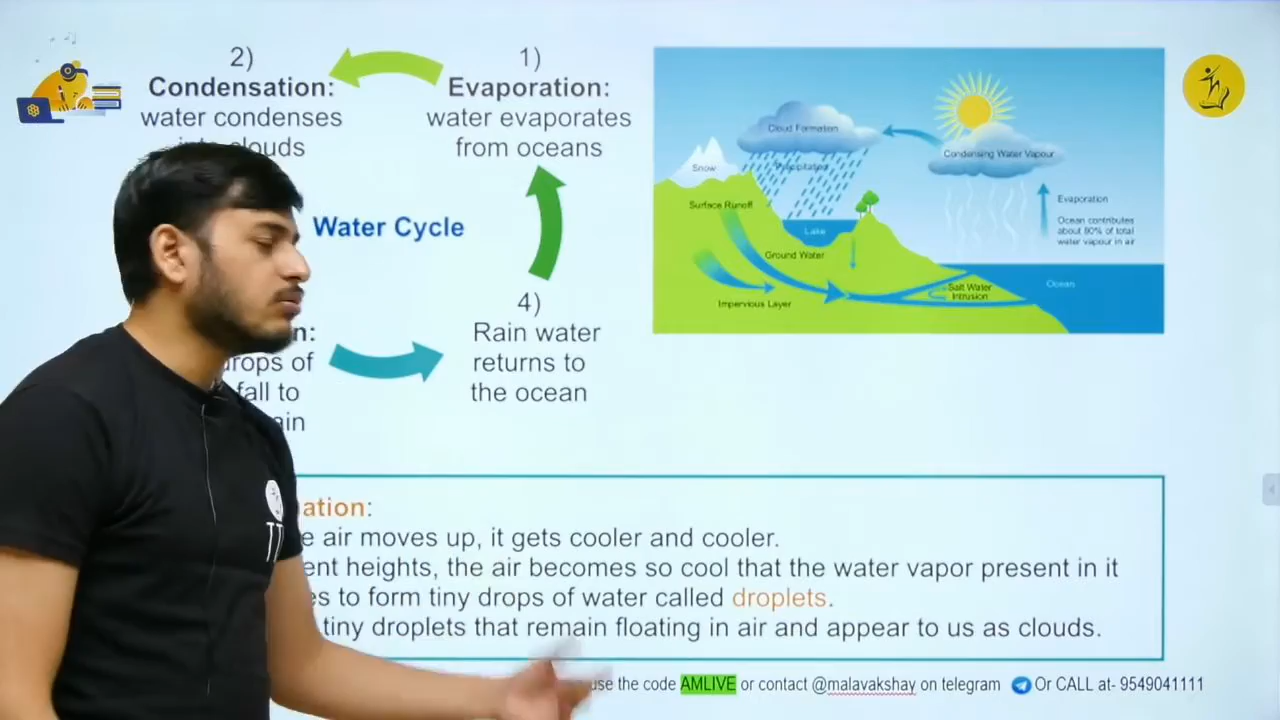 2)
Condensation:
water condenses
clouds
1)
Evaporation:
water evaporates
from oceans
Water Cycle
n:
drops of
fall to
ain
4)
Rain water
returns to
the ocean
Cloud Formation
Condensing Water Vapour
Snow
Precipitated
Surface Runoff
Lake
Ground Water
Impervious Layer
Salt Water
Intrusion
Evaporation
Ocean contributes
about 80% of total
water vapour in air
Ocean
ation:
e air moves up, it gets cooler and cooler.
ent heights, the air becomes so cool that the water vapor present in it
es to form tiny drops of water called droplets.
tiny droplets that remain floating in air and appear to us as clouds.
use the code AMLIVE or contact @malavakshay on telegram Or CALL at- 9549041111